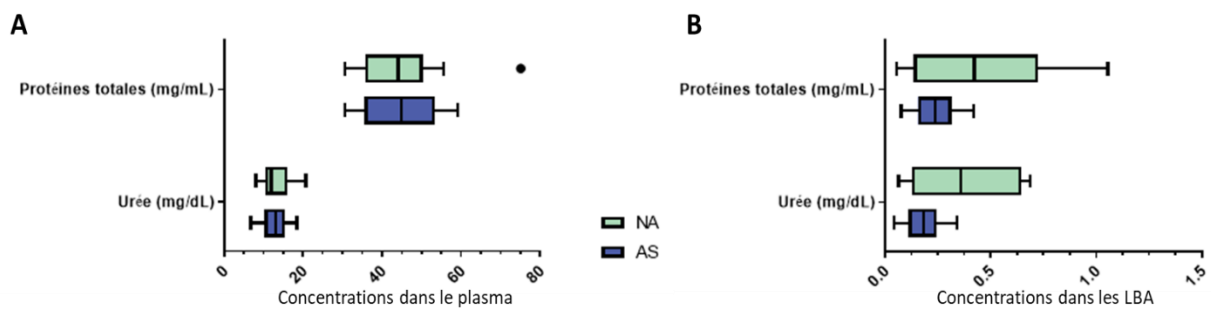 A
Protéines totales (mg/mL)
Urée (mg/dL)
0
20
40
60
80
Concentrations dans le plasma
NA
AS
B
Protéines totales (mg/mL)
Urée (mg/dL)
0.0
0.5
1.0
1.5
Concentrations dans les LBA